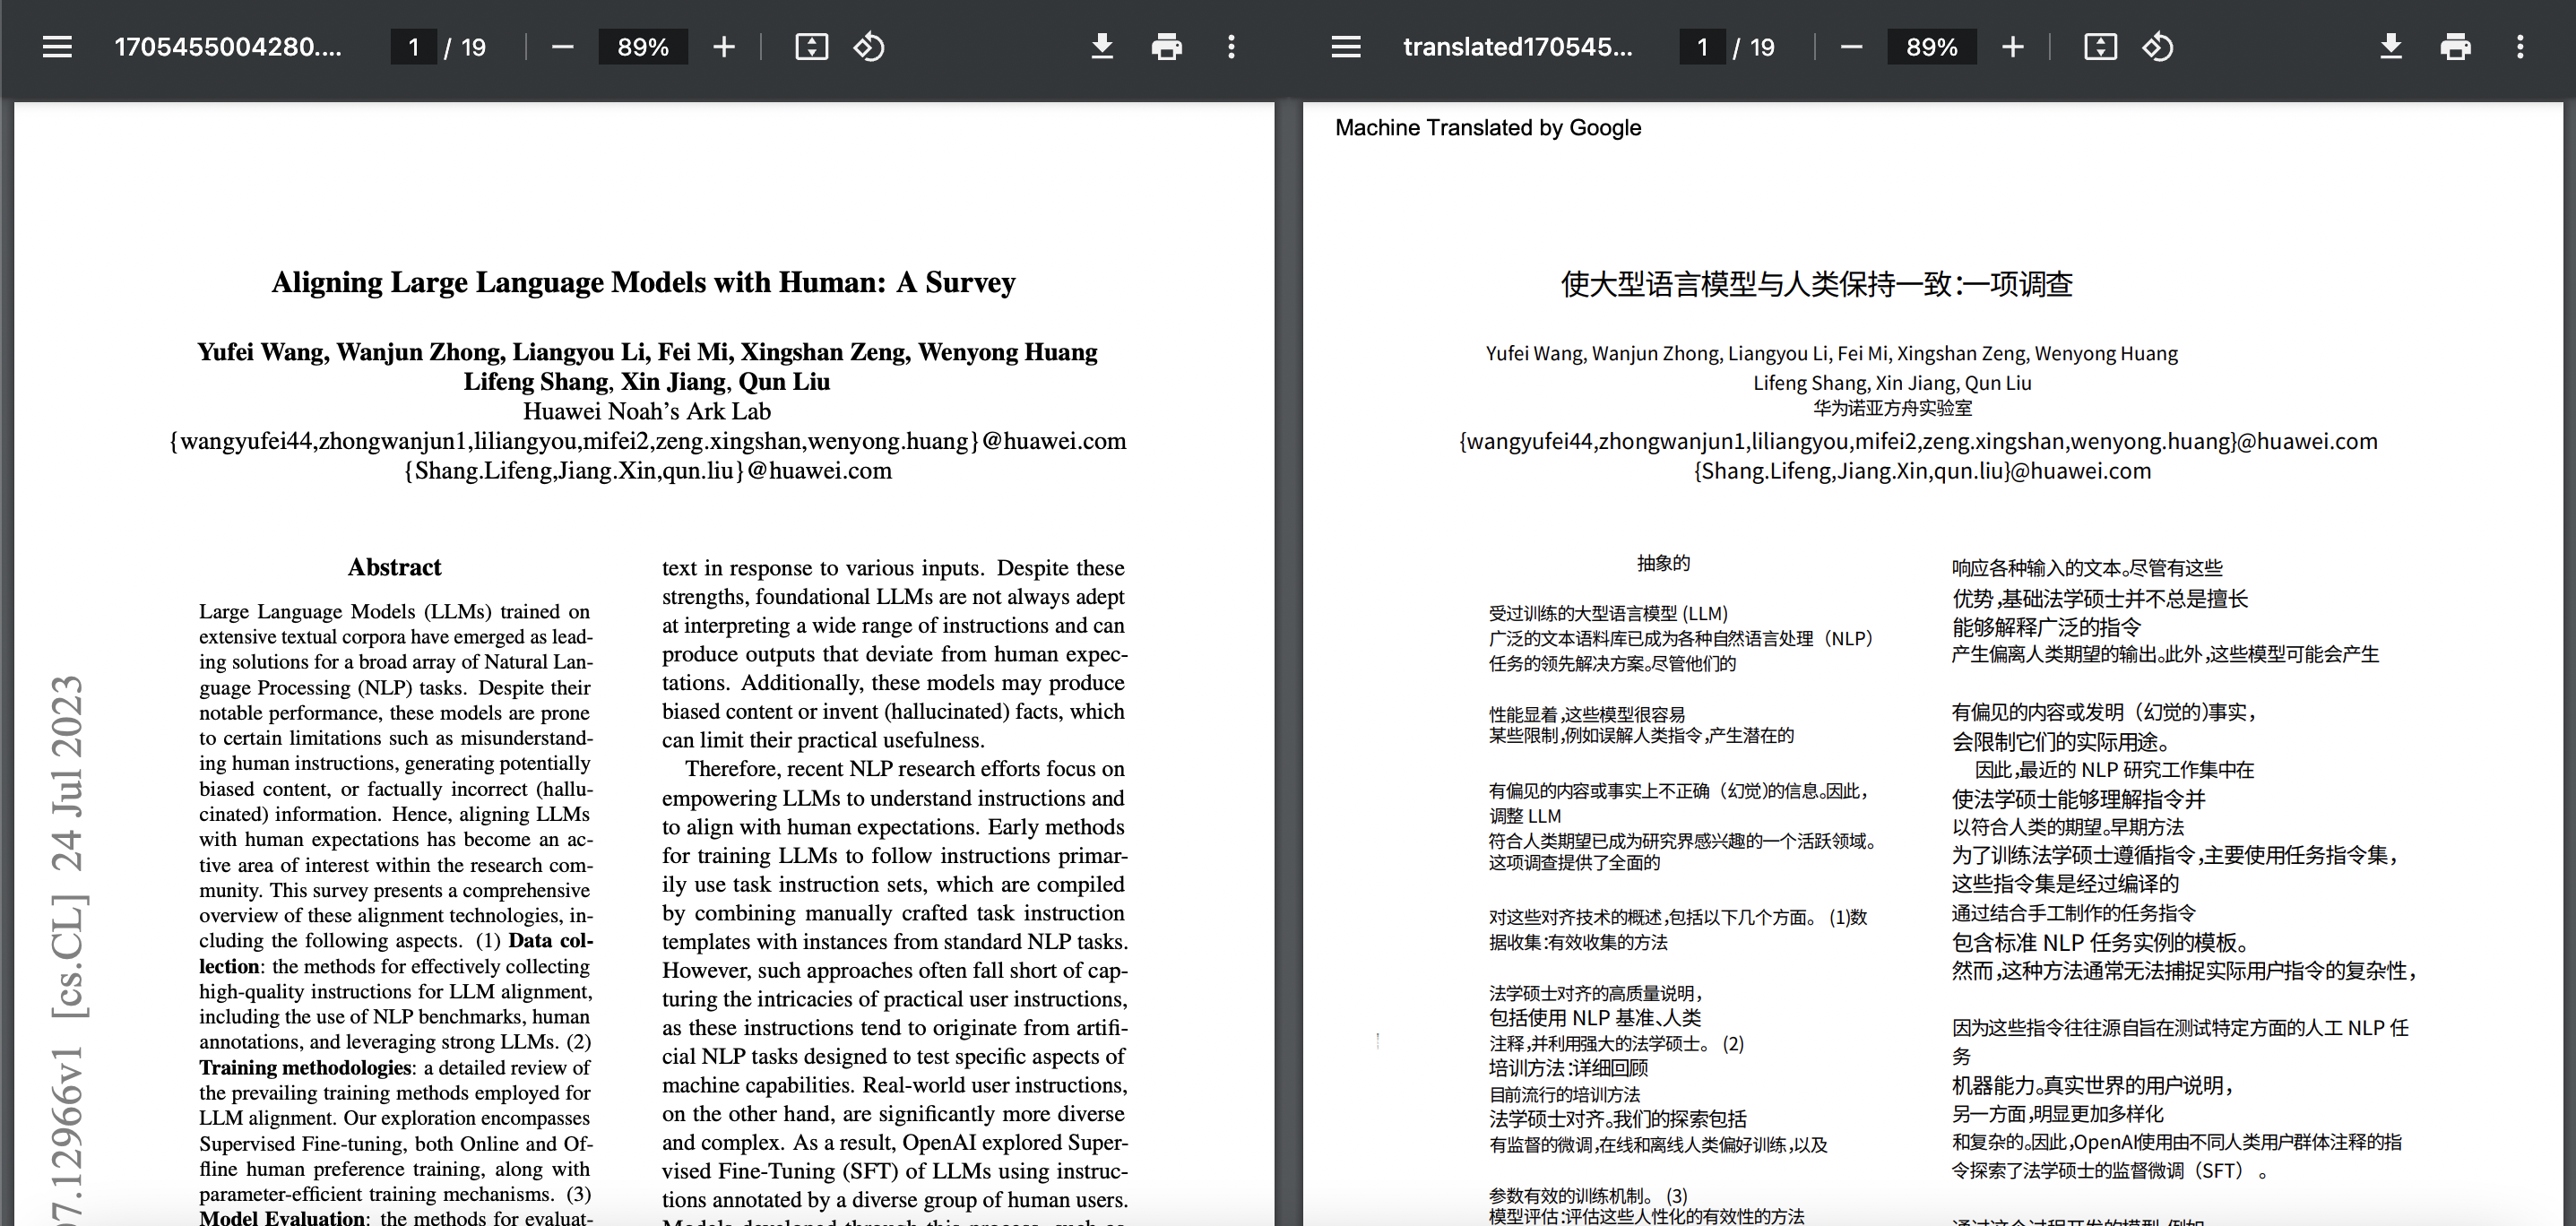 1705455004280....
1 / 19
89%
translated170545...
1 / 19
89%
07.12966v1 [cs.CL] 24 Jul 2023
Aligning Large Language Models with Human: A Survey
Yufei Wang, Wanjun Zhong, Liangyou Li, Fei Mi, Xingshan Zeng, Wenyong Huang
Lifeng Shang, Xin Jiang, Qun Liu
Huawei Noah's Ark Lab
{wangyufei44,zhongwanjun1,liliangyou,mifei2,zeng.xingshan,wenyong.huang}@huawei.com
{Shang.Lifeng,Jiang.Xin,qun.liu}@huawei.com
Abstract
Large Language Models (LLMs) trained on
extensive textual corpora have emerged as lead-
ing solutions for a broad array of Natural Lan-
guage Processing (NLP) tasks. Despite their
notable performance, these models are prone
to certain limitations such as misunderstand-
ing human instructions, generating potentially
biased content, or factually incorrect (hallu-
cinated) information. Hence, aligning LLMs
with human expectations has become an ac-
tive area of interest within the research com-
munity. This survey presents a comprehensive
overview of these alignment technologies, in-
cluding the following aspects. (1) Data col-
lection: the methods for effectively collecting
high-quality instructions for LLM alignment,
including the use of NLP benchmarks, human
annotations, and leveraging strong LLMs. (2)
Training methodologies: a detailed review of
the prevailing training methods employed for
LLM alignment. Our exploration encompasses
Supervised Fine-tuning, both Online and Of-
fline human preference training, along with
parameter-efficient training mechanisms. (3)
Model Evaluation: the methods for evaluat-
text in response to various inputs. Despite these
strengths, foundational LLMs are not always adept
at interpreting a wide range of instructions and can
produce outputs that deviate from human expec-
tations. Additionally, these models may produce
biased content or invent (hallucinated) facts, which
can limit their practical usefulness.
Therefore, recent NLP research efforts focus on
empowering LLMs to understand instructions and
to align with human expectations. Early methods
for training LLMs to follow instructions primar-
ily use task instruction sets, which are compiled
by combining manually crafted task instruction
templates with instances from standard NLP tasks.
However, such approaches often fall short of cap-
turing the intricacies of practical user instructions,
as these instructions tend to originate from artifi-
cial NLP tasks designed to test specific aspects of
machine capabilities. Real-world user instructions,
on the other hand, are significantly more diverse
and complex. As a result, OpenAI explored Super-
vised Fine-Tuning (SFT) of LLMs using instruc-
tions annotated by a diverse group of human users.
Machine Translated by Google
使大型语言模型与人类保持一致：一项调查
Yufei Wang, Wanjun Zhong, Liangyou Li, Fei Mi, Xingshan Zeng, Wenyong Huang
Lifeng Shang, Xin Jiang, Qun Liu
华为诺亚方舟实验室
{wangyufei44,zhongwanjun1,liliangyou,mifei2,zeng.xingshan,wenyong.huang}@huawei.com
{Shang.Lifeng,Jiang.Xin,qun.liu}@huawei.com
抽象的
受过训练的大型语言模型 (LLM)
广泛的文本语料库已成为各种自然语言处理（NLP）
任务的领先解决方案。尽管他们的
性能显着，这些模型很容易
某些限制，例如误解人类指令，产生潜在的
有偏见的内容或事实上不正确（幻觉）的信息。因此，
调整 LLM
符合人类期望已成为研究界感兴趣的一个活跃领域。
这项调查提供了全面的
对这些对齐技术的概述，包括以下几个方面。 (1)数
据收集：有效收集的方法
法学硕士对齐的高质量说明，
包括使用 NLP 基准、人类
注释，并利用强大的法学硕士。 (2)
培训方法：详细回顾
目前流行的培训方法
法学硕士对齐。我们的探索包括
有监督的微调，在线和离线人类偏好训练，以及
参数有效的训练机制。 (3)
模型评估：评估这些人性化的有效性的方法
响应各种输入的文本。尽管有这些
优势，基础法学硕士并不总是擅长
能够解释广泛的指令
产生偏离人类期望的输出。此外，这些模型可能会产生
有偏见的内容或发明（幻觉的）事实，
会限制它们的实际用途。
因此，最近的 NLP 研究工作集中在
使法学硕士能够理解指令并
以符合人类的期望。早期方法
为了训练法学硕士遵循指令，主要使用任务指令集，
这些指令集是经过编译的
通过结合手工制作的任务指令
包含标准 NLP 任务实例的模板。
然而，这种方法通常无法捕捉实际用户指令的复杂性，
因为这些指令往往源自旨在测试特定方面的人工 NLP 任
务
机器能力。真实世界的用户说明，
另一方面，明显更加多样化
和复杂的。因此，OpenAI使用由不同人类用户群体注释的指
令探索了法学硕士的监督微调（SFT） 。